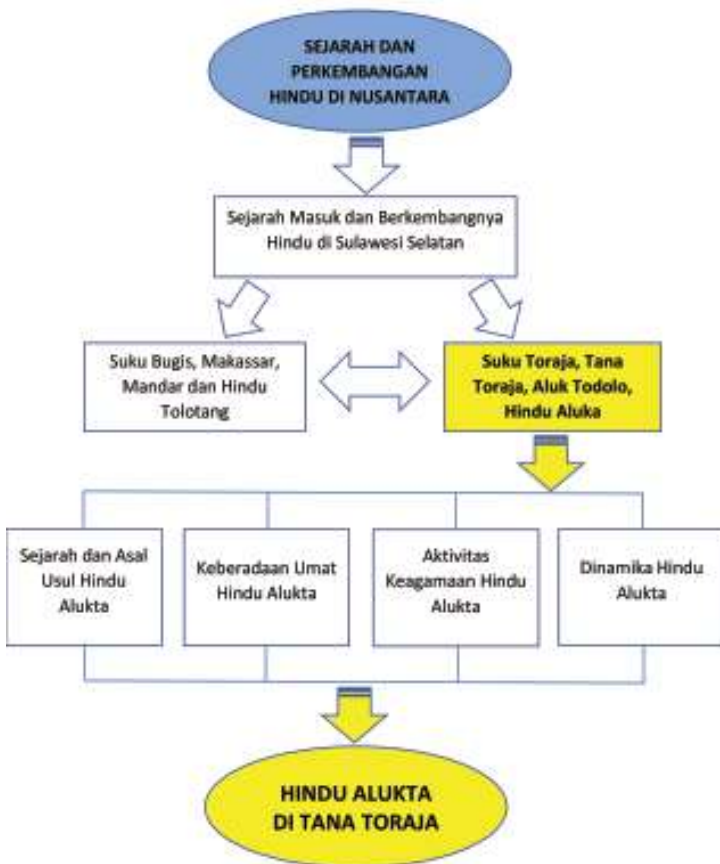 SEJARAH DAN
PERKEMBANGAN
HINDU DI NUSANTARA
Sejarah Masuk dan Berkembangnya
Hindu di Sulawesi Selatan
Suku Bugis, Makassar,
Mandar dan Hindu
Tolotang
Suku Toraja, Tana
Toraja, Aluk Todolo,
Hindu Aluka
Sejarah dan Asal
Usul Hindu
Alukta
Keberadaan Umat
Hindu Alukta
Aktivitas
Keagamaan Hindu
Alukta
Dinamika Hindu
Alukta
HINDU ALUKTA
DI TANA TORAJA